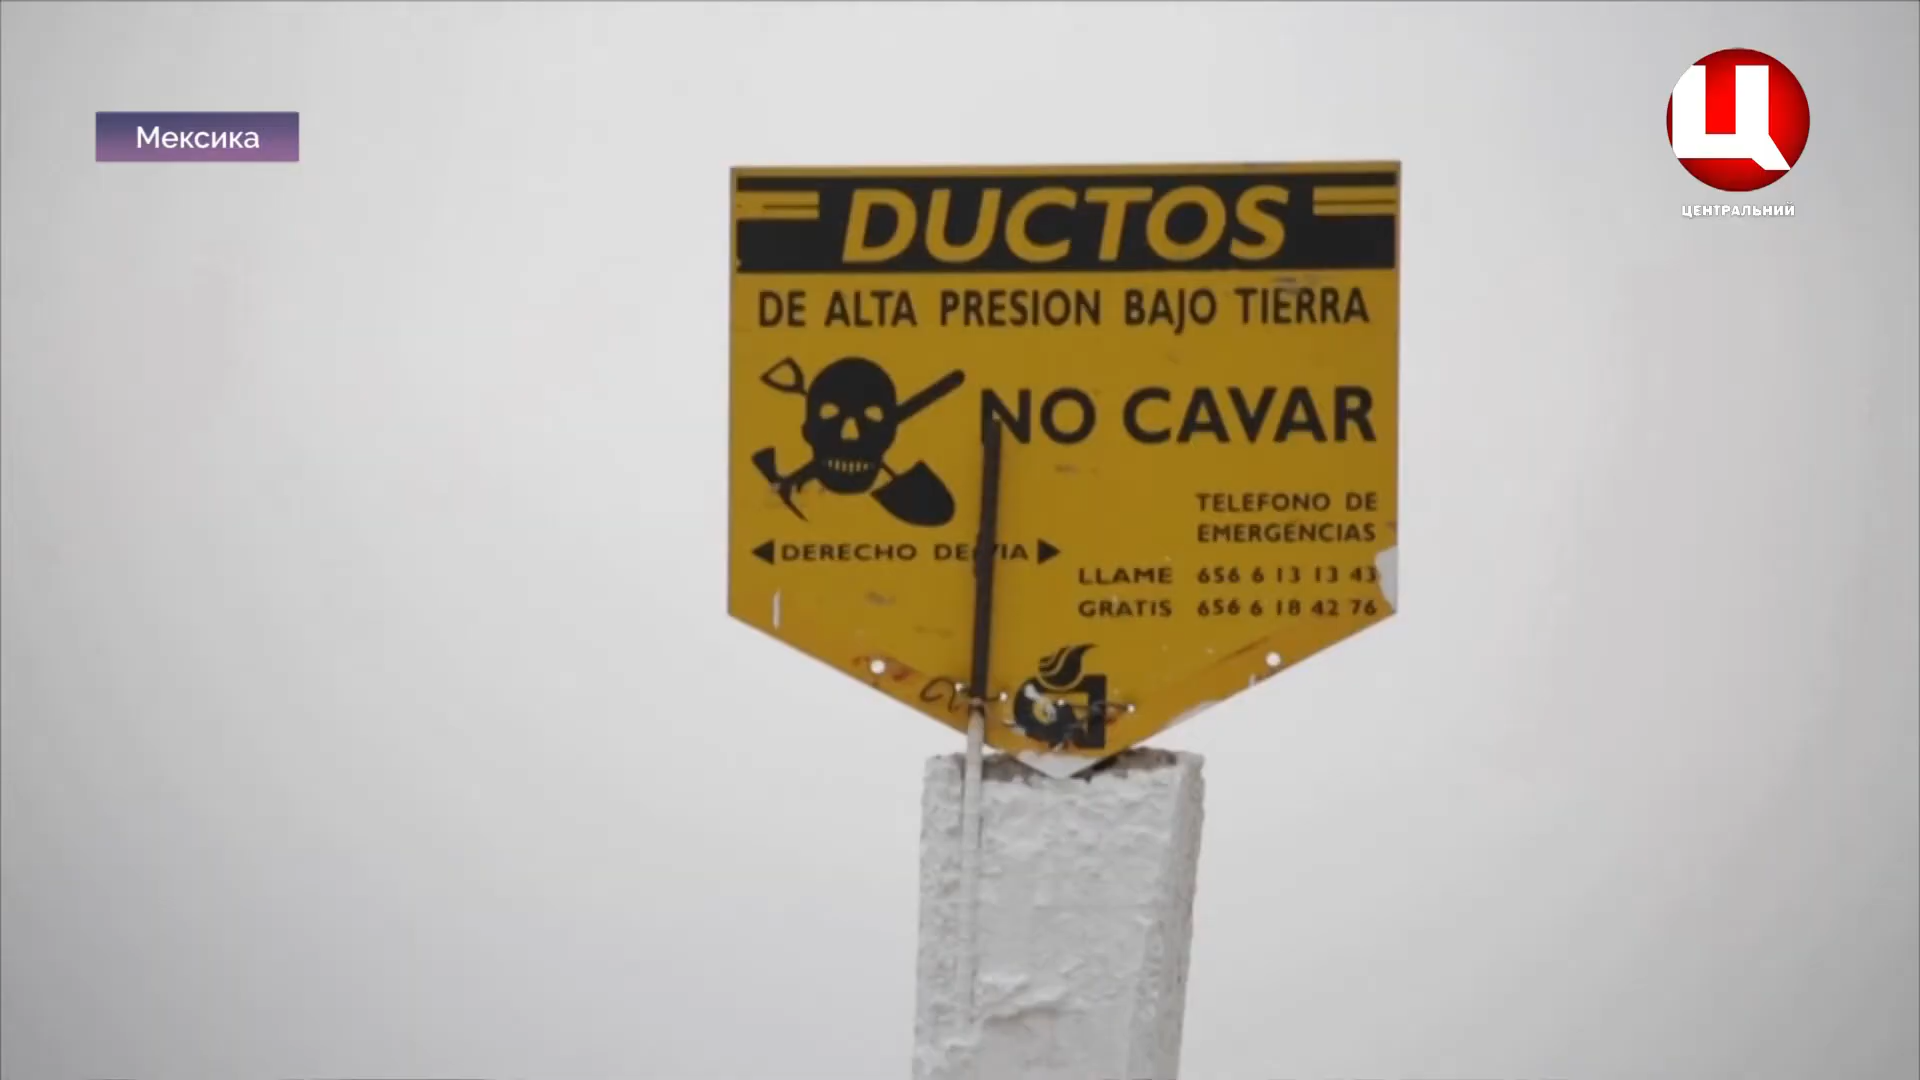 Мексика
Ц
ЦЕНТРАЛЬНИЙ
DUCTOS
DE ALTA PRESION BAJO TIERRA
NO CAVAR
TELEFONO DE
EMERGENCIAS
DERECHO DE VIA
LLAME 656 6 13 13 43
GRATIS 656 6 18 42 76